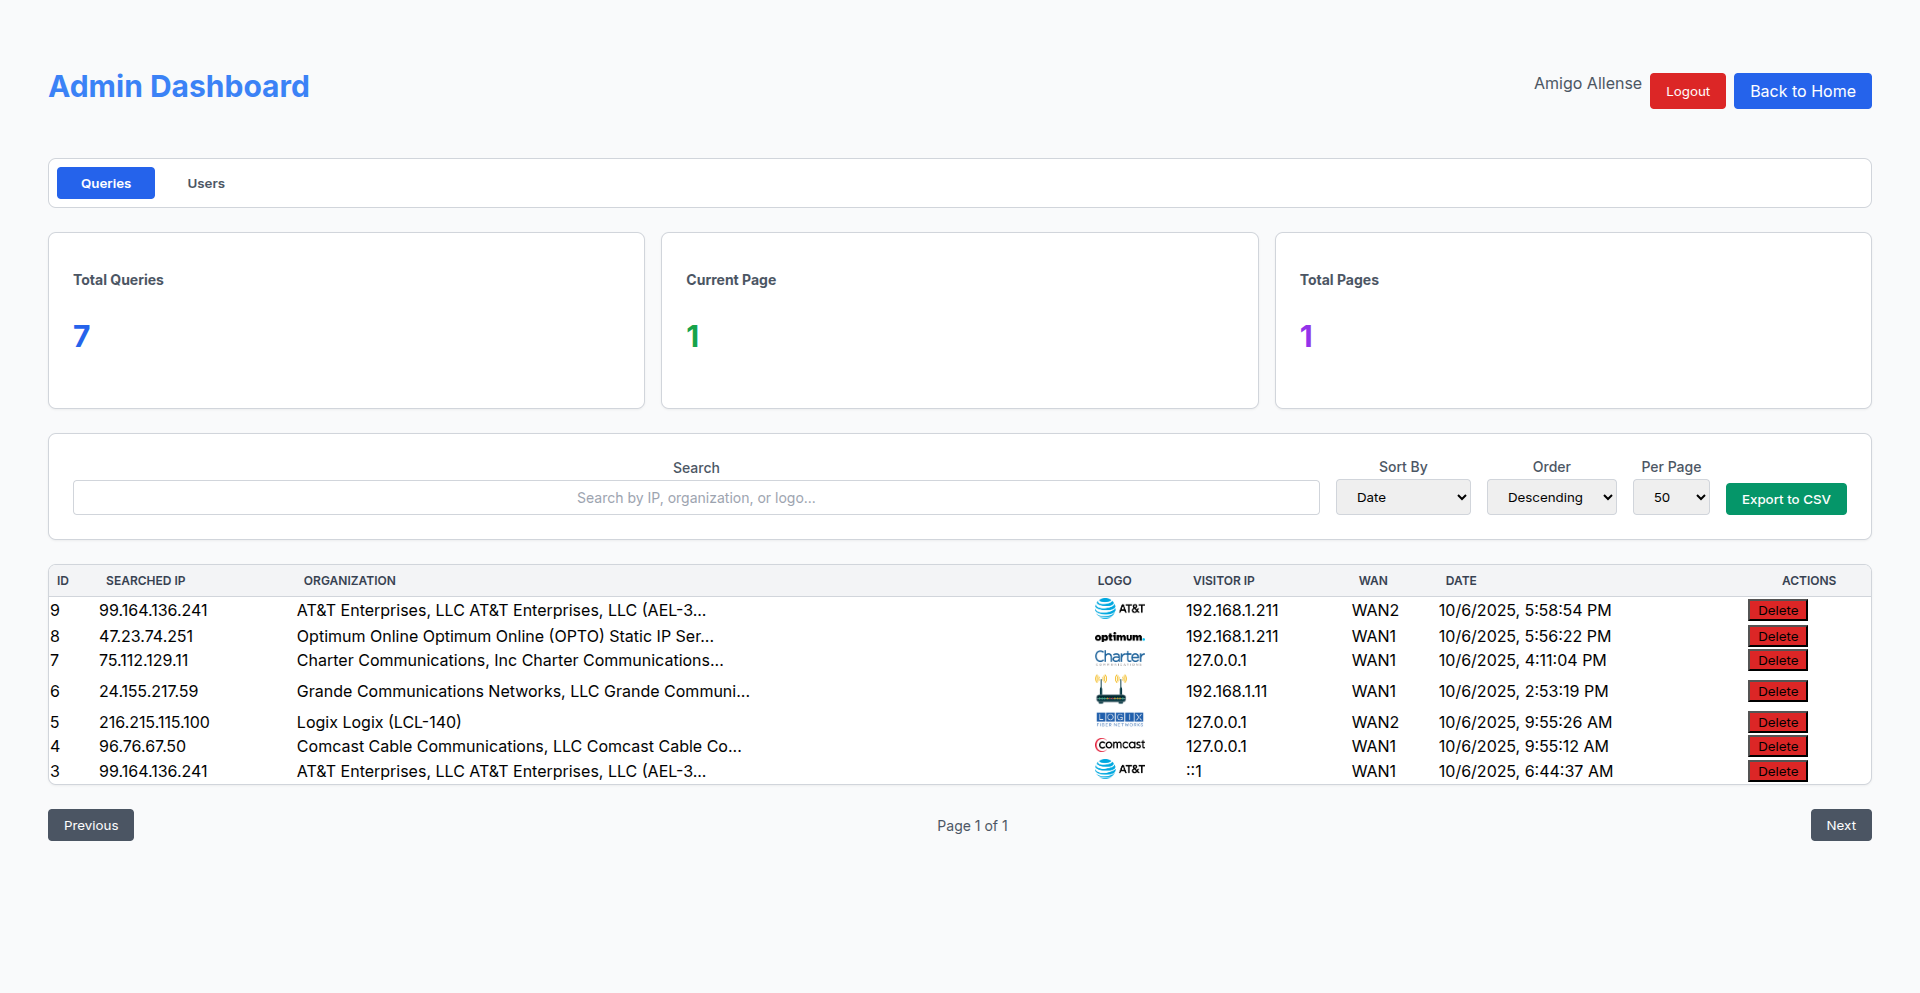 Admin Dashboard
Amigo Allense Logout Back to Home
Queries Users
Total Queries Current Page Total Pages
7 1 1
Search Sort By Order Per Page
Search by IP, organization, or logo... Date Descending 50 Export to CSV
ID SEARCHED IP ORGANIZATION LOGO VISITOR IP WAN DATE ACTIONS
9 99.164.136.241 AT&T Enterprises, LLC AT&T Enterprises, LLC (AEL-3... AT&T 192.168.1.211 WAN2 10/6/2025, 5:58:54 PM Delete
8 47.23.74.251 Optimum Online Optimum Online (OPTO) Static IP Ser... optimum. 192.168.1.211 WAN1 10/6/2025, 5:56:22 PM Delete
7 75.112.129.11 Charter Communications, Inc Charter Communications... Charter COMMUNICATIONS 127.0.0.1 WAN1 10/6/2025, 4:11:04 PM Delete
6 24.155.217.59 Grande Communications Networks, LLC Grande Communi... 192.168.1.11 WAN1 10/6/2025, 2:53:19 PM Delete
5 216.215.115.100 Logix Logix (LCL-140) LOGIX FIBER NETWORKS 127.0.0.1 WAN2 10/6/2025, 9:55:26 AM Delete
4 96.76.67.50 Comcast Cable Communications, LLC Comcast Cable Co... Comcast 127.0.0.1 WAN1 10/6/2025, 9:55:12 AM Delete
3 99.164.136.241 AT&T Enterprises, LLC AT&T Enterprises, LLC (AEL-3... AT&T ::1 WAN1 10/6/2025, 6:44:37 AM Delete
Previous Page 1 of 1 Next